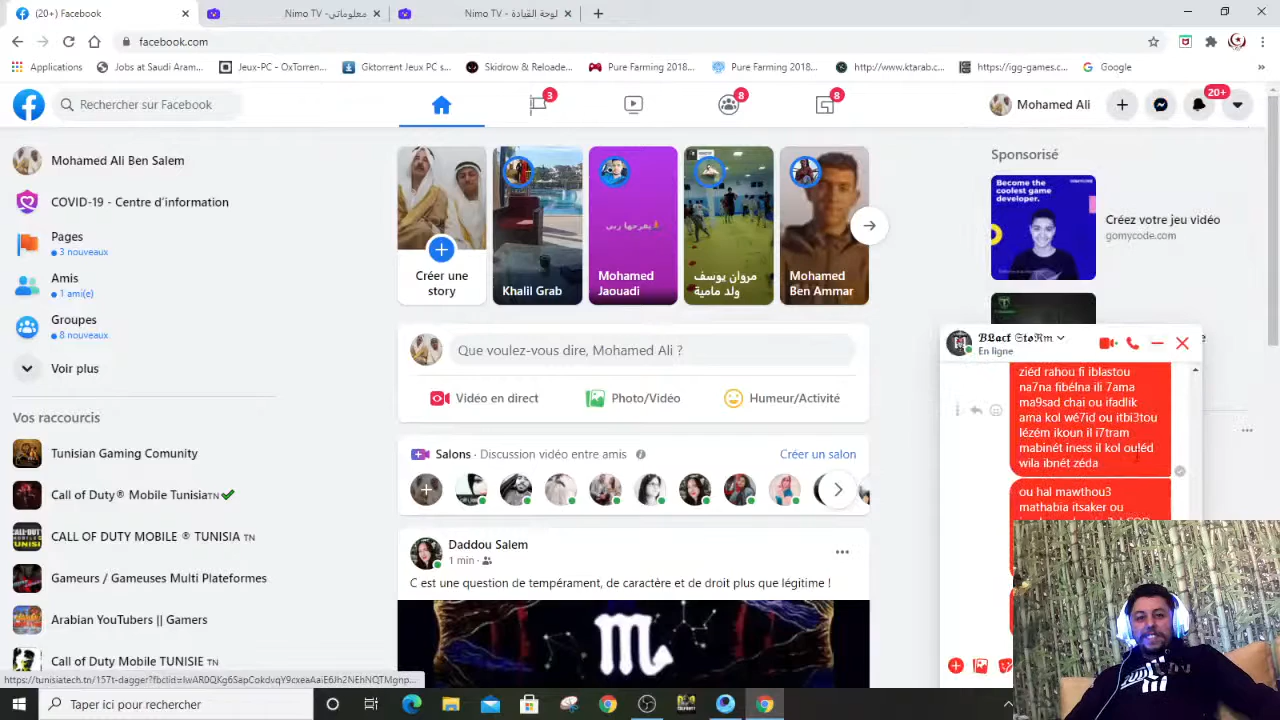 (20+) Facebook
معلوماتي- Nimo TV
لوحة القيادة - Nimo TV
facebook.com
Applications
Jobs at Saudi Aram...
Jeux-PC - OxTorren...
Gktorrent Jeux PC s...
Skidrow & Reloade...
Pure Farming 2018...
Pure Farming 2018...
http://www.ktarab.c...
https://igg-games.c...
Google
»
Rechercher sur Facebook
3
8
8
Mohamed Ali
20+
Mohamed Ali Ben Salem
COVID-19 - Centre d'information
Pages
3 nouveaux
Amis
1 ami(e)
Groupes
8 nouveaux
Voir plus
Vos raccourcis
Tunisian Gaming Comunity
Call of Duty® Mobile TunisiaTN
CALL OF DUTY MOBILE ® TUNISIA TN
Gameurs / Gameuses Multi Plateformes
Arabian YouTubers || Gamers
Call of Duty Mobile TUNISIE TN
Créer une
story
Khalil Grab
يفرحها ربي
Mohamed
Jaouadi
مروان يوسف
ولد مامية
Mohamed
Ben Ammar
Que voulez-vous dire, Mohamed Ali ?
Vidéo en direct
Photo/Vidéo
Humeur/Activité
Salons · Discussion vidéo entre amis
Créer un salon
Daddou Salem
1 min
C est une question de tempérament, de caractère et de droit plus que légitime !
Sponsorisé
Become the
coolest game
developer.
Créez votre jeu vidéo
gomycode.com
BLack StoRm
En ligne
ziéd rahou fi iblastou
na7na fibélna ili 7ama
ma9sad chai ou ifadlik
ama kol wé7id ou itbi3tou
lézém ikoun il i7tram
mabinét iness il kol ouléd
wila ibnét zéda
ou hal mawthou3
mathabia itsaker ou
Taper ici pour rechercher